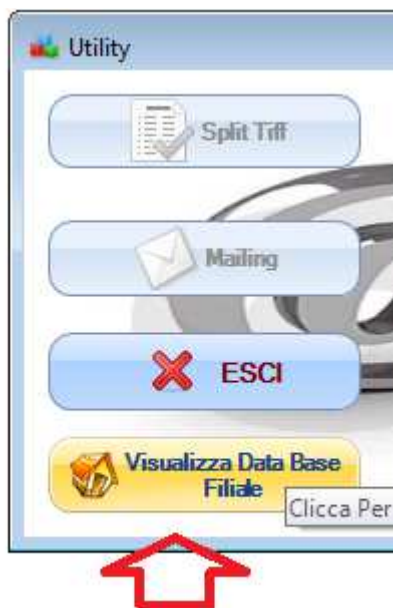 Utility
Split Tiff
Mailing
ESCI
Visualizza Data Base
Filiale
Clicca Per